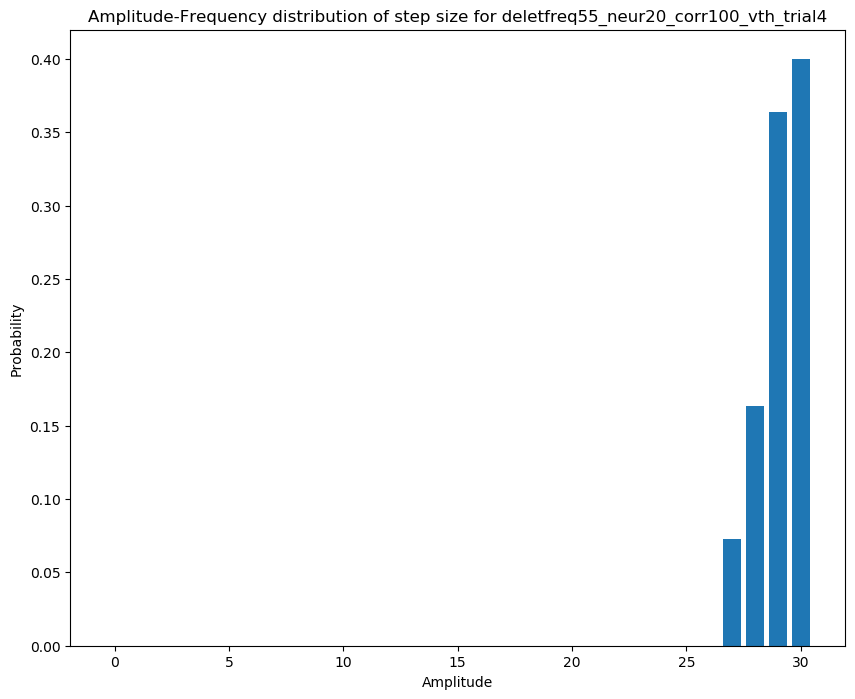 Amplitude-Frequency distribution of step size for deletfreq55_neur20_corr100_vth_trial4
0.40
0.35
0.30
0.25
0.20
0.15
0.10
0.05
0.00
Probability
0 5 10 15 20 25 30
Amplitude